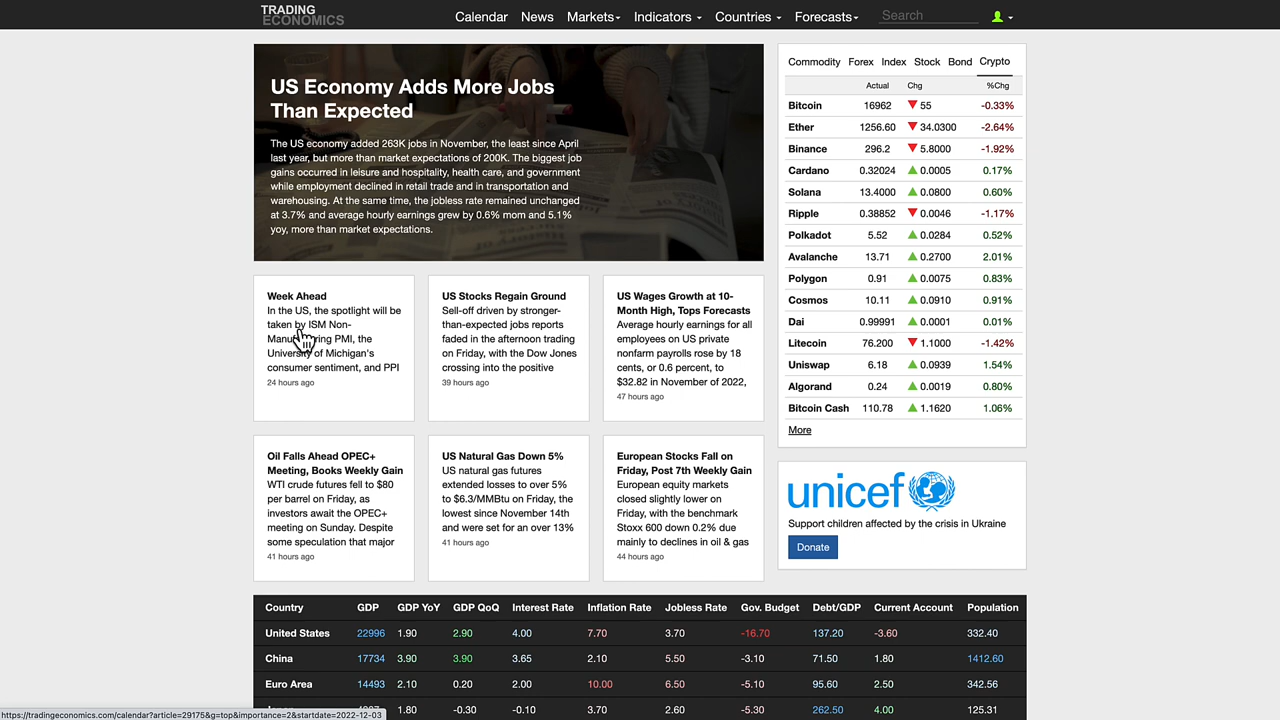 TRADING
ECONOMICS
Calendar News Markets Indicators Countries Forecasts Search
US Economy Adds More Jobs
Than Expected
The US economy added 263K jobs in November, the least since April
last year, but more than market expectations of 200K. The biggest job
gains occurred in leisure and hospitality, health care, and government
while employment declined in retail trade and in transportation and
warehousing. At the same time, the jobless rate remained unchanged
at 3.7% and average hourly earnings grew by 0.6% mom and 5.1%
yoy, more than market expectations.
Week Ahead
In the US, the spotlight will be
taken by ISM Non-
ring PMI, the
of Michigan's
consumer sentiment, and PPI
24 hours ago
US Stocks Regain Ground
Sell-off driven by stronger-
than-expected jobs reports
faded in the afternoon trading
on Friday, with the Dow Jones
crossing into the positive
39 hours ago
US Wages Growth at 10-
Month High, Tops Forecasts
Average hourly earnings for all
employees on US private
nonfarm payrolls rose by 18
cents, or 0.6 percent, to
$32.82 in November of 2022,
47 hours ago
Oil Falls Ahead OPEC+
Meeting, Books Weekly Gain
WTI crude futures fell to $80
per barrel on Friday, as
investors await the OPEC+
meeting on Sunday. Despite
some speculation that major
41 hours ago
US Natural Gas Down 5%
US natural gas futures
extended losses to over 5%
to $6.3/MMBtu on Friday, the
lowest since November 14th
and were set for an over 13%
41 hours ago
European Stocks Fall on
Friday, Post 7th Weekly Gain
European equity markets
closed slightly lower on
Friday, with the benchmark
Stoxx 600 down 0.2% due
mainly to declines in oil & gas
44 hours ago
Commodity Forex Index Stock Bond Crypto
Actual Chg %Chg
Bitcoin 16962 55 -0.33%
Ether 1256.60 34.0300 -2.64%
Binance 296.2 5.8000 -1.92%
Cardano 0.32024 0.0005 0.17%
Solana 13.4000 0.0800 0.60%
Ripple 0.38852 0.0046 -1.17%
Polkadot 5.52 0.0284 0.52%
Avalanche 13.71 0.2700 2.01%
Polygon 0.91 0.0075 0.83%
Cosmos 10.11 0.0910 0.91%
Dai 0.99991 0.0001 0.01%
Litecoin 76.200 1.1000 -1.42%
Uniswap 6.18 0.0939 1.54%
Algorand 0.24 0.0019 0.80%
Bitcoin Cash 110.78 1.1620 1.06%
More
unicef
Support children affected by the crisis in Ukraine
Donate
Country GDP GDP YoY GDP QoQ Interest Rate Inflation Rate Jobless Rate Gov. Budget Debt/GDP Current Account Population
United States 22996 1.90 2.90 4.00 7.70 3.70 -16.70 137.20 -3.60 332.40
China 17734 3.90 3.90 3.65 2.10 5.50 -3.10 71.50 1.80 1412.60
Euro Area 14493 2.10 0.20 2.00 10.00 6.50 -5.10 95.60 2.50 342.56
1.80 -0.30 -0.10 3.70 2.60 -5.30 262.50 4.00 125.31
https://tradingeconomics.com/calendar?article=29175&g=top&importance=2&startdate=2022-12-03